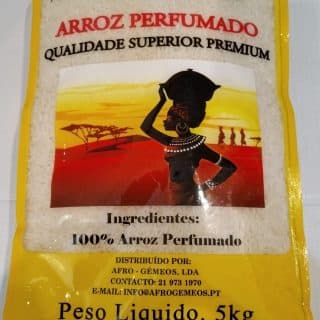 ARROZ PERFUMADO
QUALIDADE SUPERIOR PREMIUM
Ingredientes:
100% Arroz Perfumado
DISTRIBUÍDO POR:
AFRO - GÉMEOS, LDA
CONTACTO: 21 973 1970
E-MAIL: INFO@AFROGEMEOS.PT
Peso Liquido. 5kg